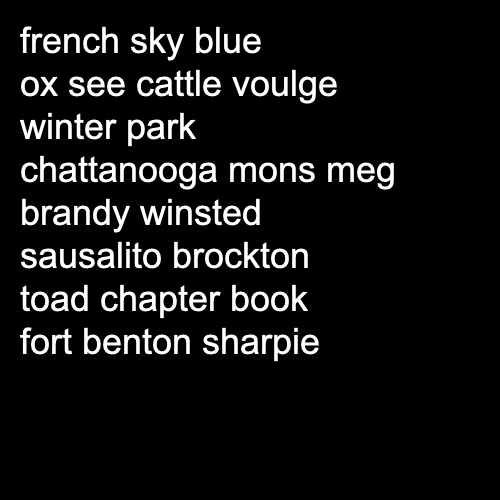 french sky blue
ox see cattle voulge
winter park
chattanooga mons meg
brandy winsted
sausalito brockton
toad chapter book
fort benton sharpie